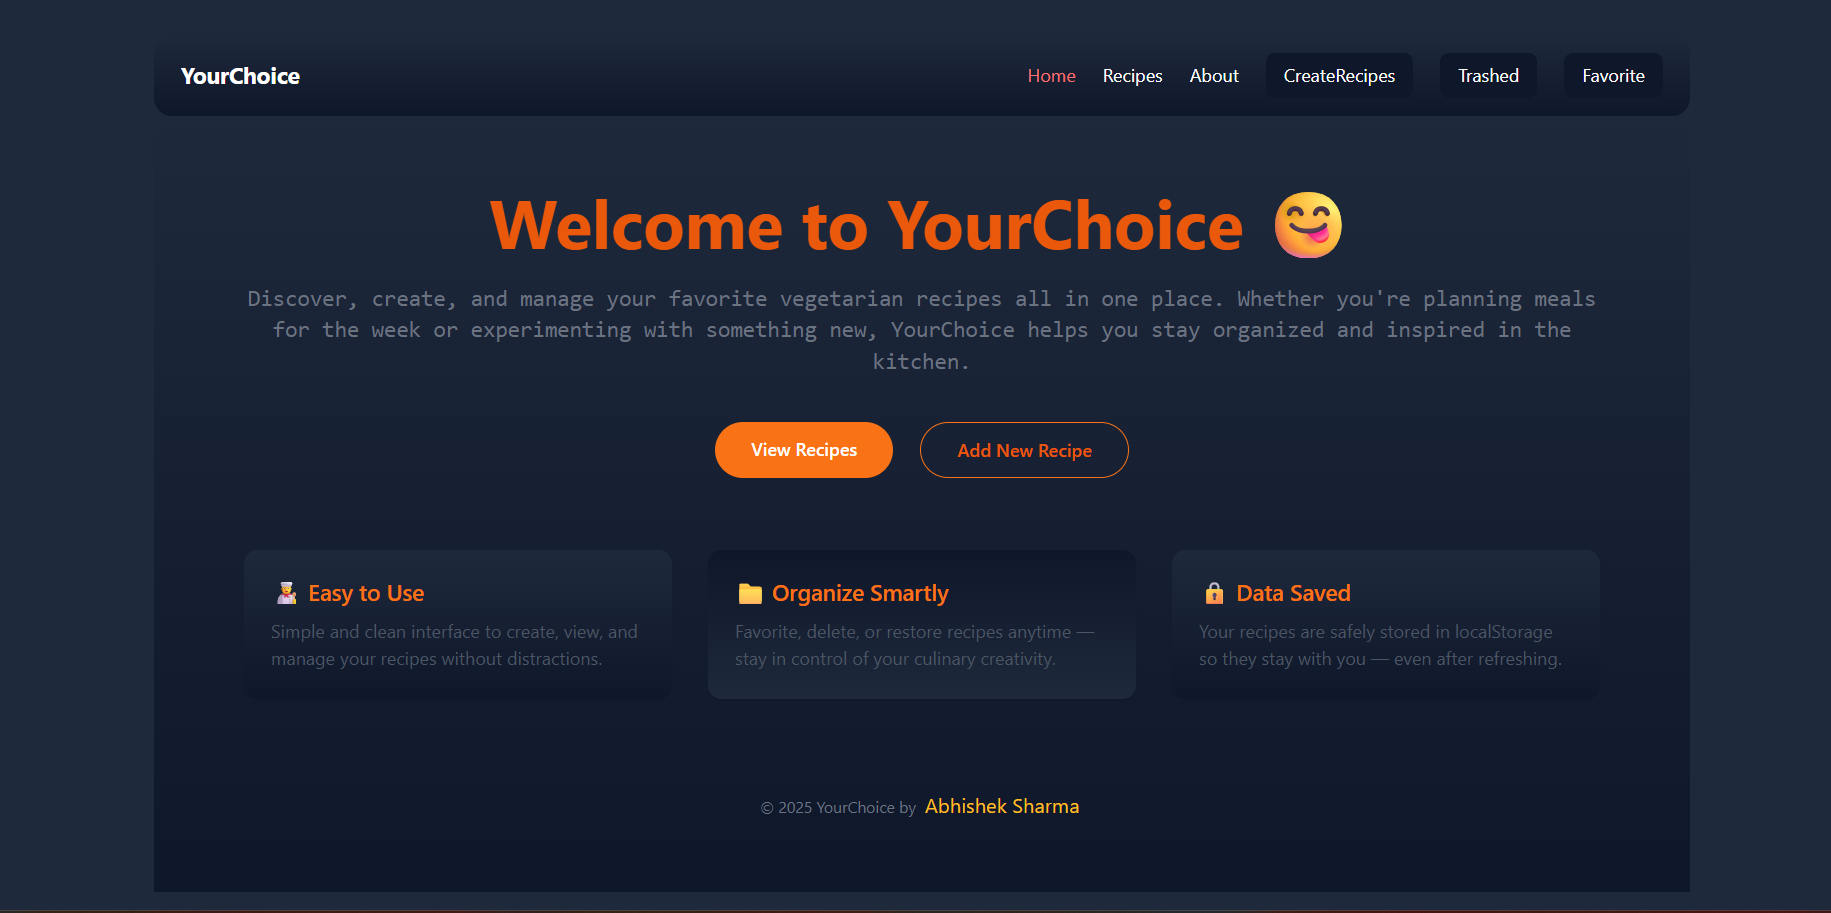 YourChoice
Home Recipes About CreateRecipes Trashed Favorite
Welcome to YourChoice 😋
Discover, create, and manage your favorite vegetarian recipes all in one place. Whether you're planning meals
for the week or experimenting with something new, YourChoice helps you stay organized and inspired in the
kitchen.
View Recipes
Add New Recipe
🧑‍🍳 Easy to Use
Simple and clean interface to create, view, and
manage your recipes without distractions.
📁 Organize Smartly
Favorite, delete, or restore recipes anytime —
stay in control of your culinary creativity.
🔒 Data Saved
Your recipes are safely stored in localStorage
so they stay with you — even after refreshing.
© 2025 YourChoice by Abhishek Sharma